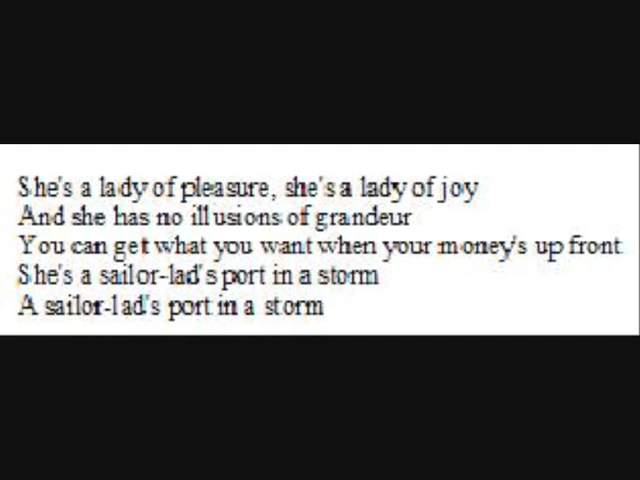 She's a lady of pleasure, she's a lady of joy
And she has no illusions of grandeur
You can get what you want when your money's up front
She's a sailor-lad's port in a storm
A sailor-lad's port in a storm